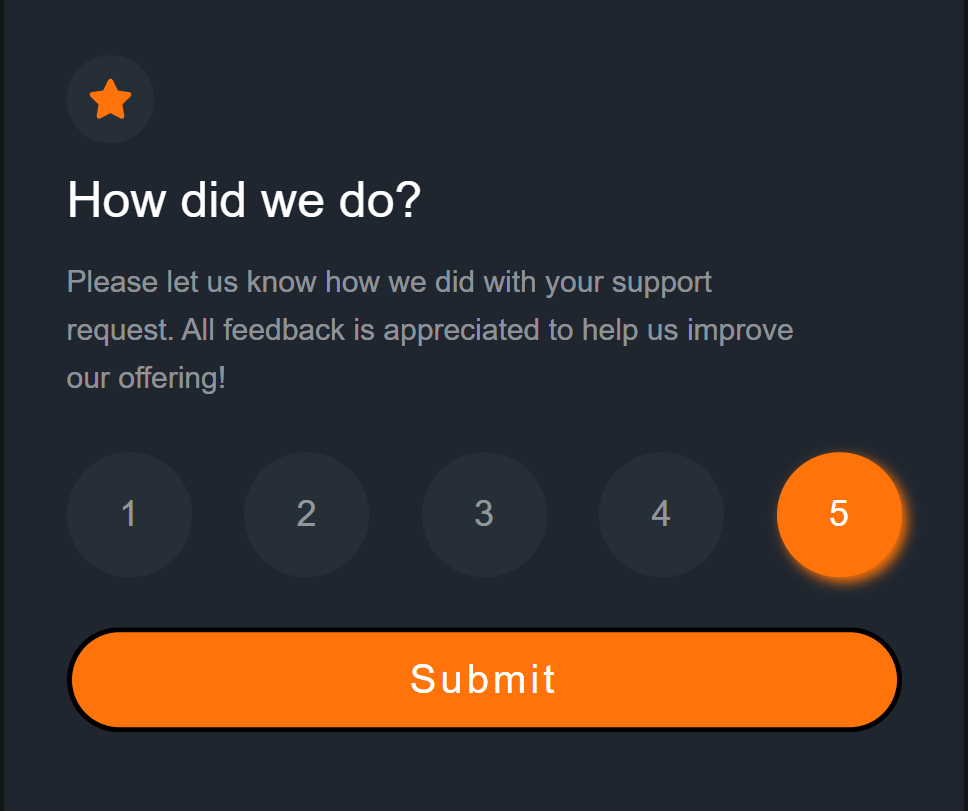 How did we do?
Please let us know how we did with your support
request. All feedback is appreciated to help us improve
our offering!
1 2 3 4 5
Submit